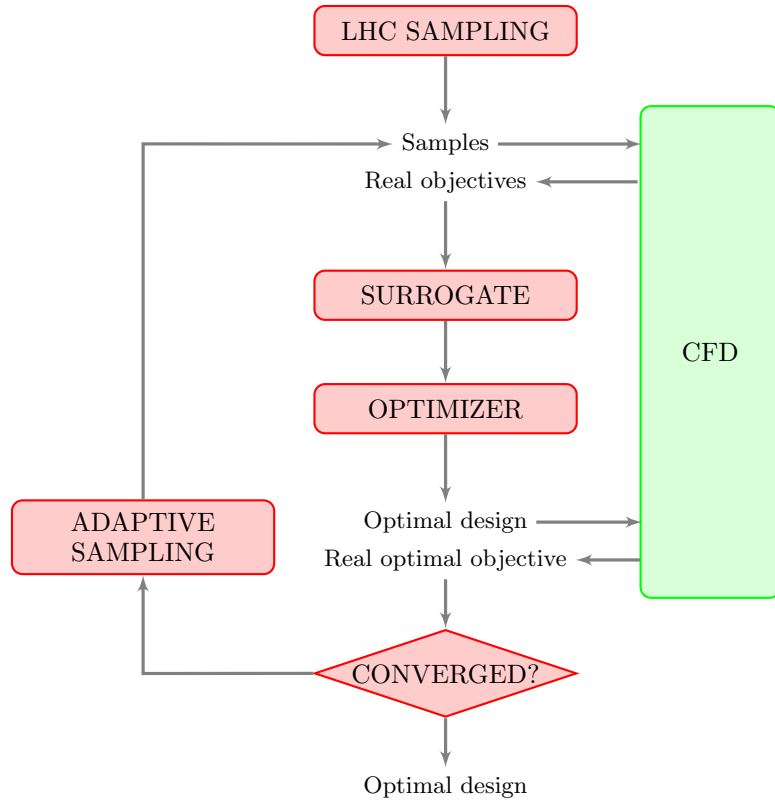 LHC SAMPLING
Samples
Real objectives
SURROGATE
CFD
OPTIMIZER
ADAPTIVE
SAMPLING
Optimal design
Real optimal objective
CONVERGED?
Optimal design